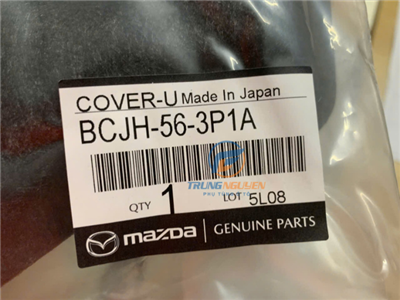 COVER-U Made In Japan
BCJH-56-3P1A
TRUNG NGUYEN
QTY 1 LOT 5L08
mazda GENUINE PARTS